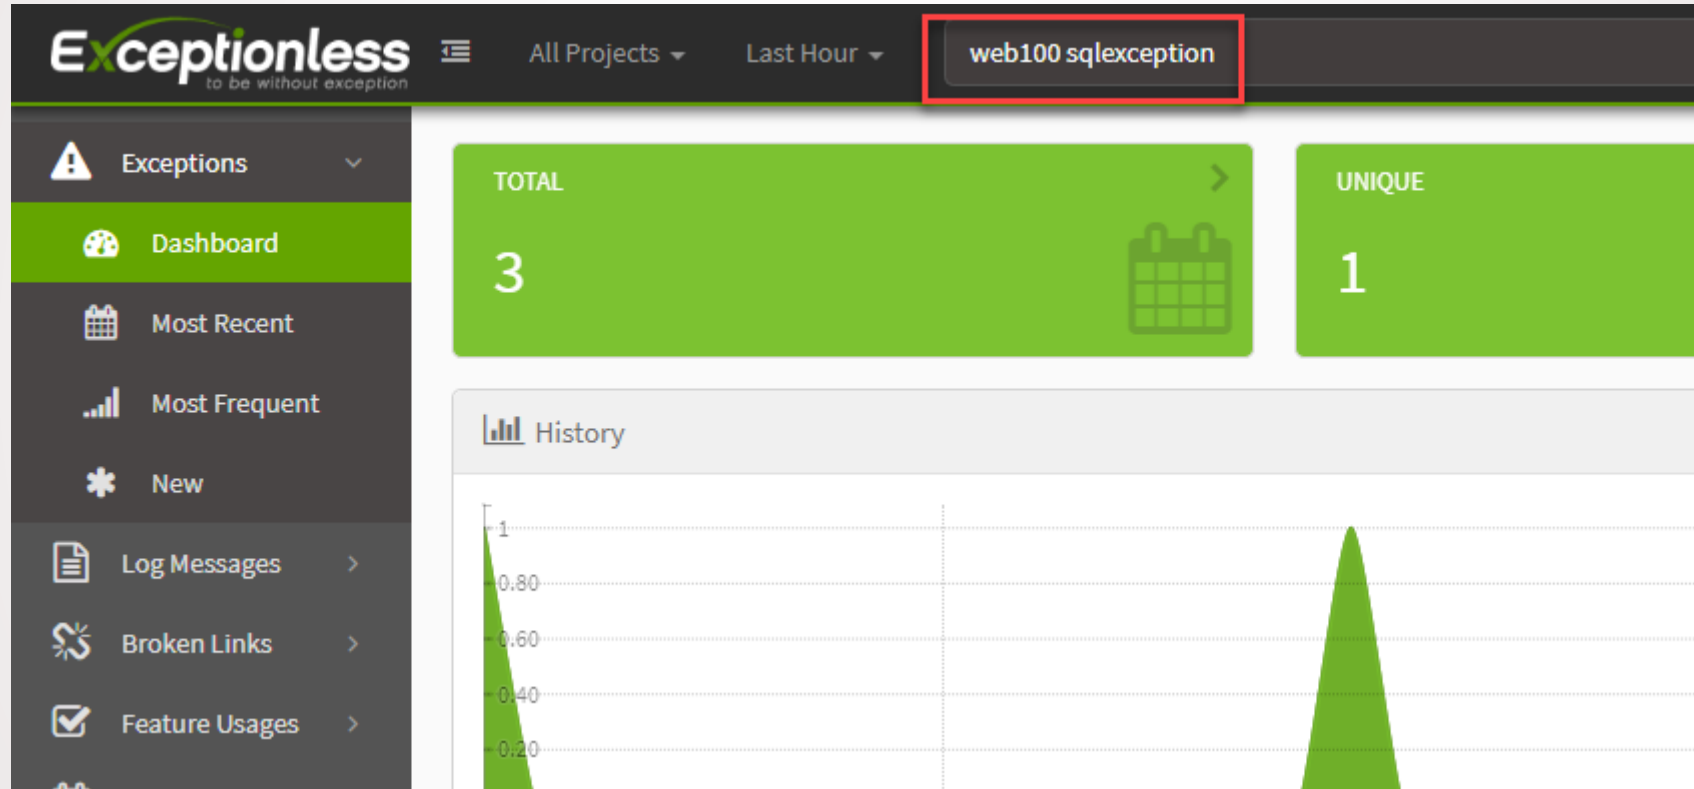 Exceptionless
to be without exception
All Projects
Last Hour
web100 sqlexception
Exceptions
Dashboard
Most Recent
Most Frequent
New
Log Messages
Broken Links
Feature Usages
TOTAL
3
UNIQUE
1
History
1
0.80
0.60
0.40
0.20